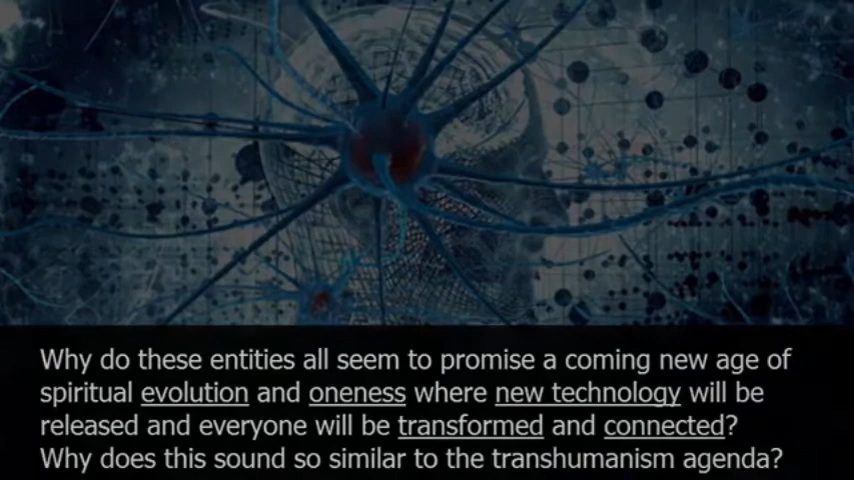 Why do these entities all seem to promise a coming new age of
spiritual evolution and oneness where new technology will be
released and everyone will be transformed and connected?
Why does this sound so similar to the transhumanism agenda?